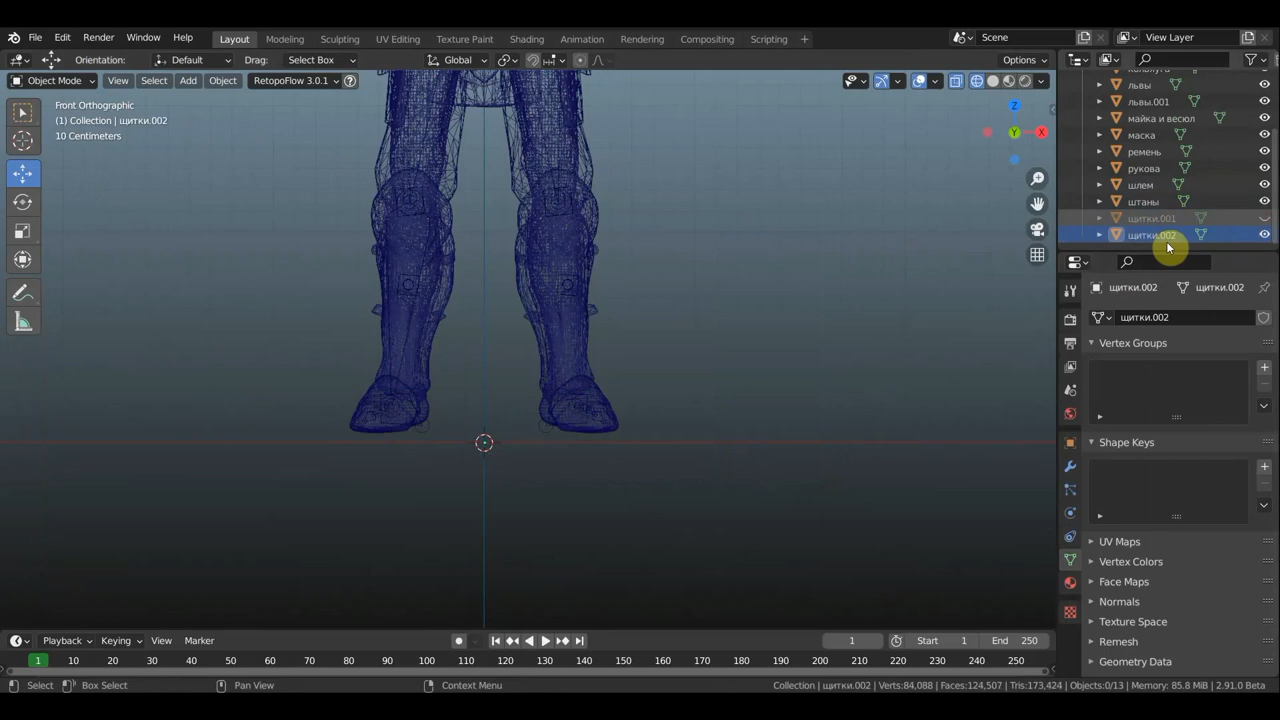 File Edit Render Window Help Layout Modeling Sculpting UV Editing Texture Paint Shading Animation Rendering Compositing Scripting Scene View Layer
Orientation: Default Drag: Select Box Global Options
Object Mode View Select Add Object RetopoFlow 3.0.1
Front Orthographic
(1) Collection | щитки.002
10 Centimeters
Z
Y
X
львы
львы.001
майка и весюл
маска
ремень
рукова
шлем
штаны
щитки.001
щитки.002
щитки.002 щитки.002
щитки.002
Vertex Groups
Shape Keys
UV Maps
Vertex Colors
Face Maps
Normals
Texture Space
Remesh
Geometry Data
Playback Keying View Marker 1 Start 1 End 250
1 10 20 30 40 50 60 70 80 90 100 110 120 130 140 150 160 170 180 190 200 210 220 230 240 250
Select Box Select Pan View Context Menu Collection | щитки.002 | Verts:84,088 | Faces:124,507 | Tris:173,424 | Objects:0/13 | Memory: 85.8 MiB | 2.91.0 Beta